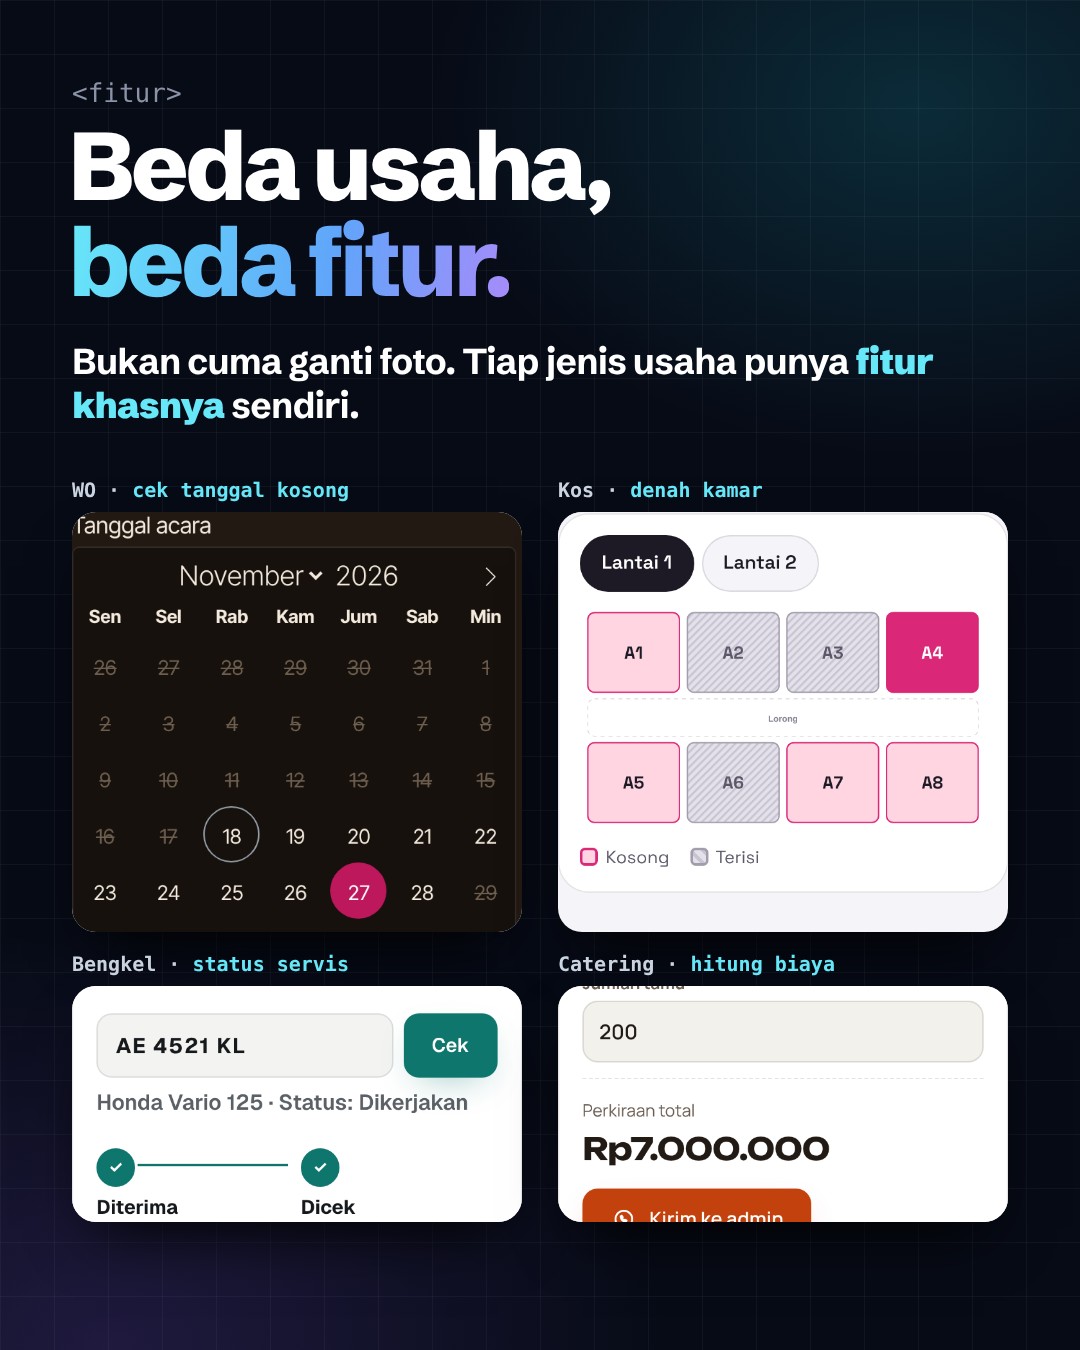 <fitur>
Beda usaha,
beda fitur.
Bukan cuma ganti foto. Tiap jenis usaha punya fitur
khasnya sendiri.
WO · cek tanggal kosong
Tanggal acara
November 2026
Sen Sel Rab Kam Jum Sab Min
26 27 28 29 30 31 1
2 3 4 5 6 7 8
9 10 11 12 13 14 15
16 17 18 19 20 21 22
23 24 25 26 27 28 29
Kos · denah kamar
Lantai 1 Lantai 2
A1 A2 A3 A4
Lorong
A5 A6 A7 A8
Kosong Terisi
Bengkel · status servis
AE 4521 KL Cek
Honda Vario 125 · Status: Dikerjakan
Diterima Dicek
Catering · hitung biaya
Jumlah tamu
200
Perkiraan total
Rp7.000.000
Kirim ke admin